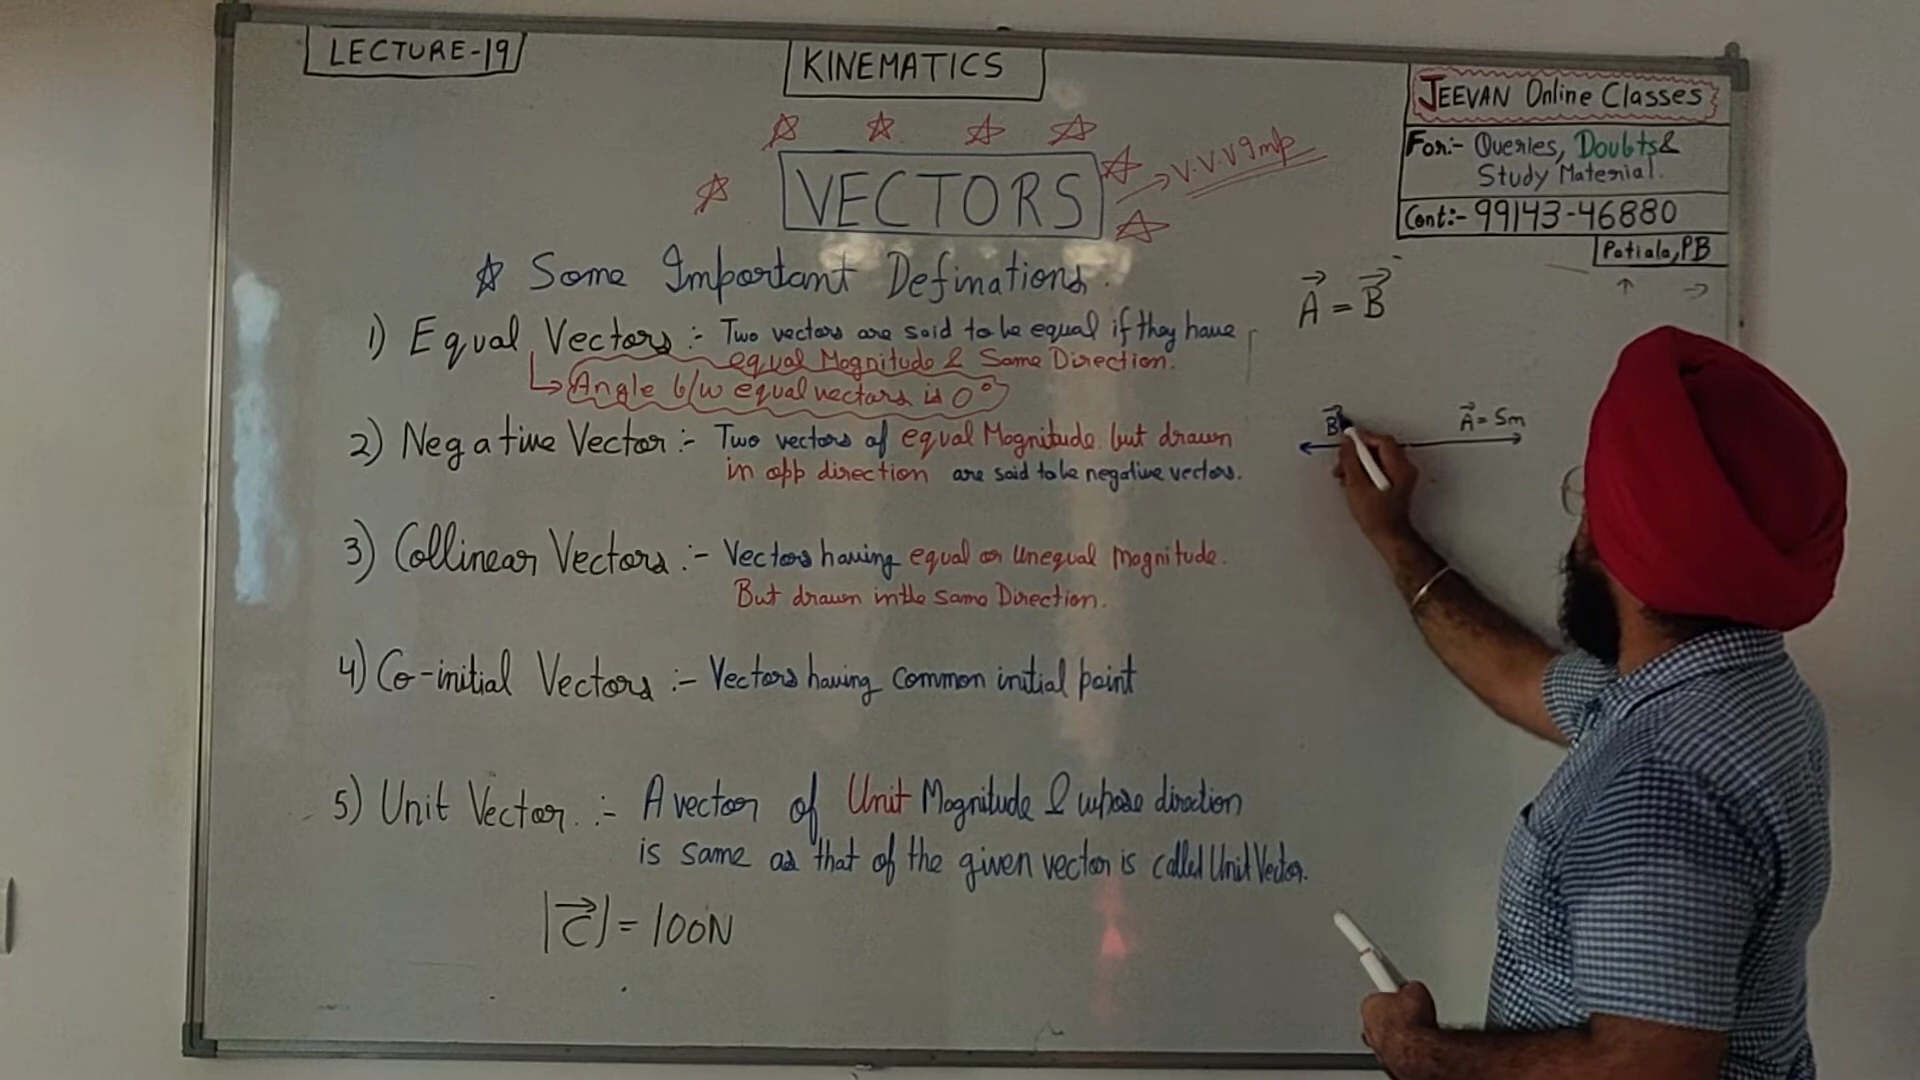 LECTURE-19
KINEMATICS
JEEVAN Online Classes
For:- Queries, Doubts &
Study Material.
Cont:- 99143-46880
Patiala, PB
VECTORS
→ V.V.V Imp
☆ Some Important Definations.
1) Equal Vectors :- Two vectors are said to be equal if they have
equal Magnitude & Same Direction.
↳ Angle b/w equal vectors is 0°
2) Negative Vector :- Two vectors of equal Magnitude but drawn
in opp direction are said to be negative vectors.
3) Collinear Vectors :- Vectors having equal or Unequal Magnitude.
But drawn in the same Direction.
4) Co-initial Vectors :- Vectors having common initial point
5) Unit Vector :- A vector of Unit Magnitude & whose direction
is same as that of the given vector is called Unit Vector.
|C⃗| = 100N
A⃗ = B⃗
B⃗
A⃗ = 5m